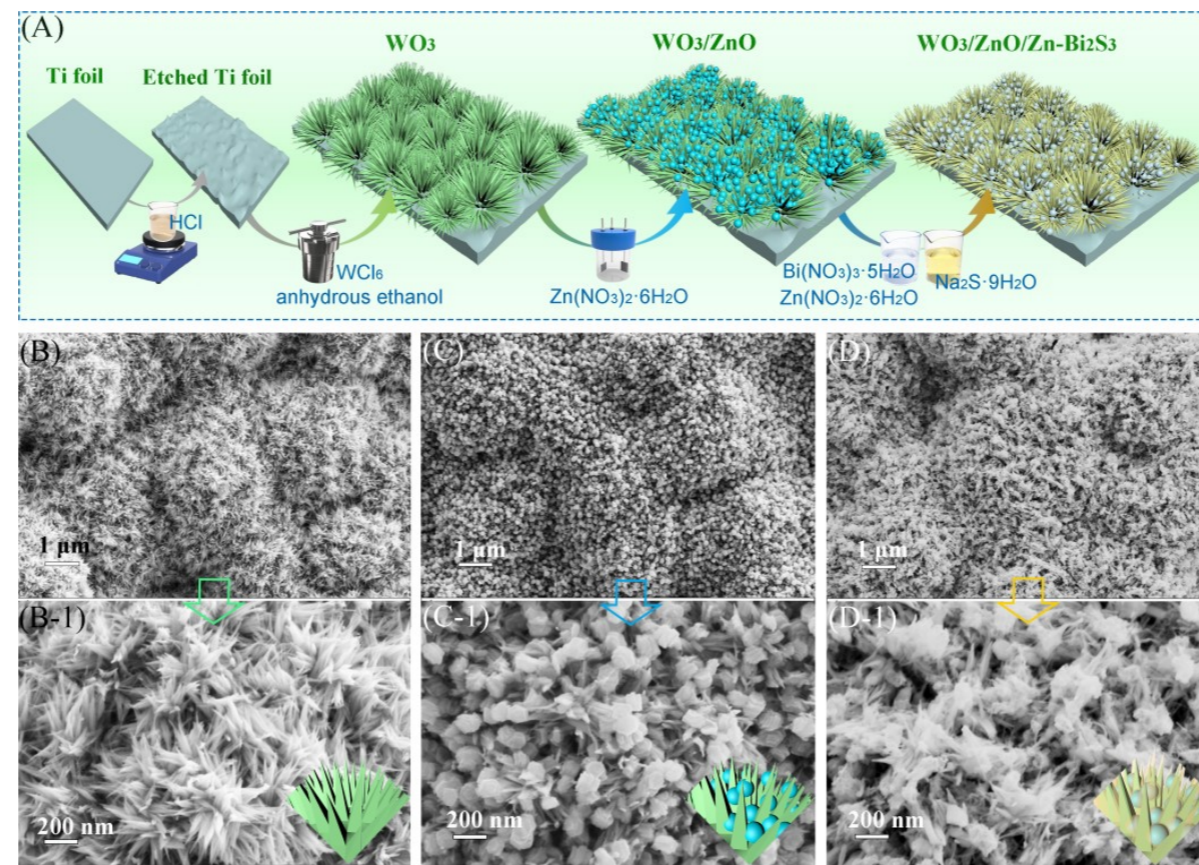 (A)
WO₃
WO₃/ZnO
WO₃/ZnO/Zn-Bi₂S₃
Ti foil
Etched Ti foil
HCl
WCl₆
anhydrous ethanol
Zn(NO₃)₂·6H₂O
Bi(NO₃)₃·5H₂O
Zn(NO₃)₂·6H₂O
Na₂S·9H₂O
(B)
1 μm
(C)
1 μm
(D)
1 μm
(B-1)
200 nm
(C-1)
200 nm
(D-1)
200 nm